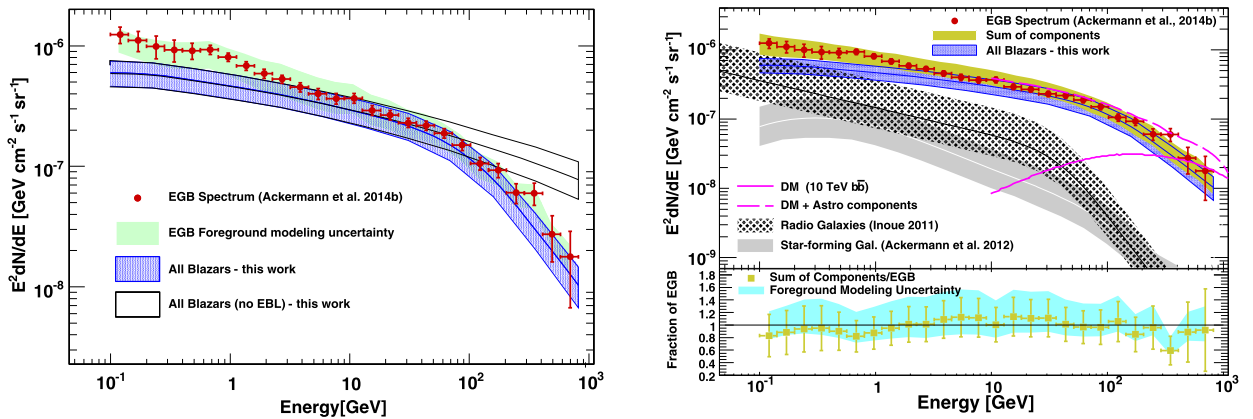 E²dN/dE [GeV cm⁻² s⁻¹ sr⁻¹]
10⁻⁶
10⁻⁷
10⁻⁸
EGB Spectrum (Ackermann et al. 2014b)
EGB Foreground modeling uncertainty
All Blazars - this work
All Blazars (no EBL) - this work
10⁻¹ 1 10 10² 10³
Energy[GeV]
E²dN/dE [GeV cm⁻² s⁻¹ sr⁻¹]
10⁻⁶
10⁻⁷
10⁻⁸
10⁻⁹
EGB Spectrum (Ackermann et al., 2014b)
Sum of components
All Blazars - this work
DM (10 TeV bb̅)
DM + Astro components
Radio Galaxies (Inoue 2011)
Star-forming Gal. (Ackermann et al. 2012)
Fraction of EGB
1.8
1.6
1.4
1.2
1
0.8
0.6
0.4
0.2
Sum of Components/EGB
Foreground Modeling Uncertainty
10⁻¹ 1 10 10² 10³
Energy [GeV]